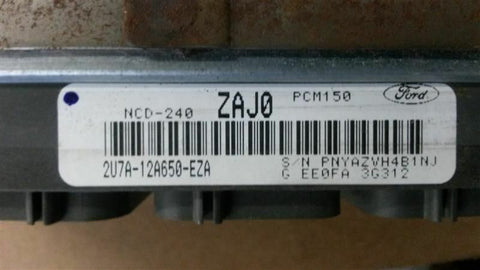 NCD-240 ZAJ0 PCM150 Ford
2U7A-12A650-EZA
S/N PNYAZVH4B1NJ
G EE0FA 3G312